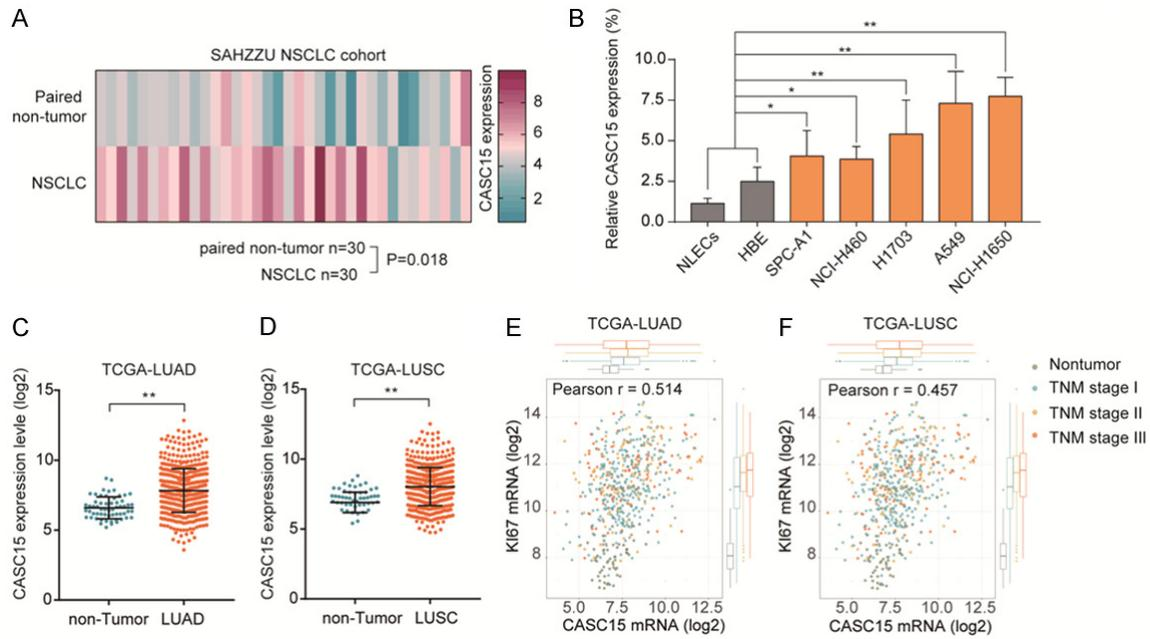 A
SAHZZU NSCLC cohort
Paired
non-tumor
NSCLC
CASC15 expression
8
6
4
2
paired non-tumor n=30
NSCLC n=30
P=0.018
B
Relative CASC15 expression (%)
10.0
7.5
5.0
2.5
0.0
**
**
**
*
*
NLECs
HBE
SPC-A1
NCI-H460
H1703
A549
NCI-H1650
C
TCGA-LUAD
CASC15 expression levle (log2)
15
10
5
0
**
non-Tumor LUAD
D
TCGA-LUSC
CASC15 expression levle (log2)
15
10
5
0
**
non-Tumor LUSC
E
TCGA-LUAD
Pearson r = 0.514
KI67 mRNA (log2)
14
12
10
8
5.0 7.5 10.0 12.5
CASC15 mRNA (log2)
F
TCGA-LUSC
Pearson r = 0.457
KI67 mRNA (log2)
14
12
10
8
5.0 7.5 10.0 12.5
CASC15 mRNA (log2)
Nontumor
TNM stage I
TNM stage II
TNM stage III